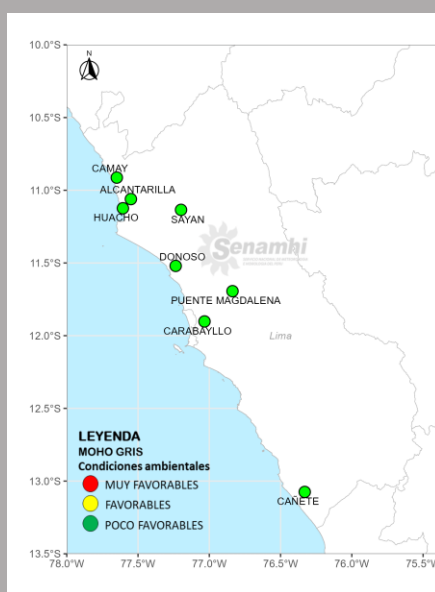 10.0°S
N
10.5°S
CAMAY
11.0°S
ALCANTARILLA
HUACHO
SAYAN
11.5°S
DONOSO
Senamhi
PUENTE MAGDALENA
12.0°S
CARABAYLLO
Lima
12.5°S
LEYENDA
MOHO GRIS
Condiciones ambientales
MUY FAVORABLES
FAVORABLES
POCO FAVORABLES
13.0°S
CAÑETE
13.5°S
78.0°W 77.5°W 77.0°W 76.5°W 76.0°W 75.5°W